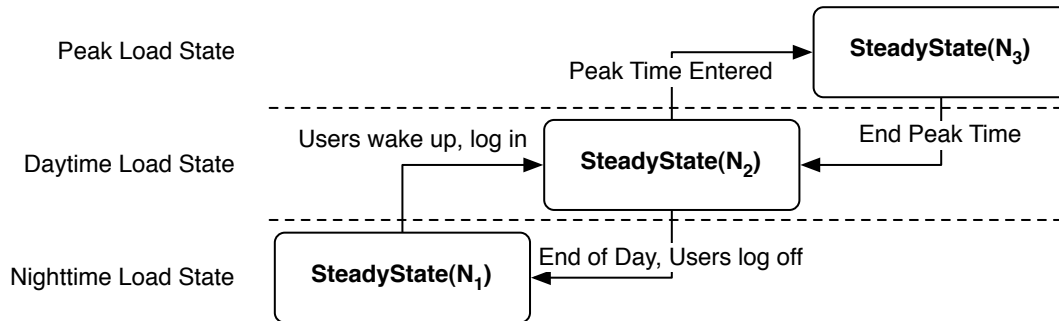 Peak Load State
SteadyState(N3)
Peak Time Entered
Users wake up, log in
End Peak Time
Daytime Load State
SteadyState(N2)
End of Day, Users log off
Nighttime Load State
SteadyState(N1)